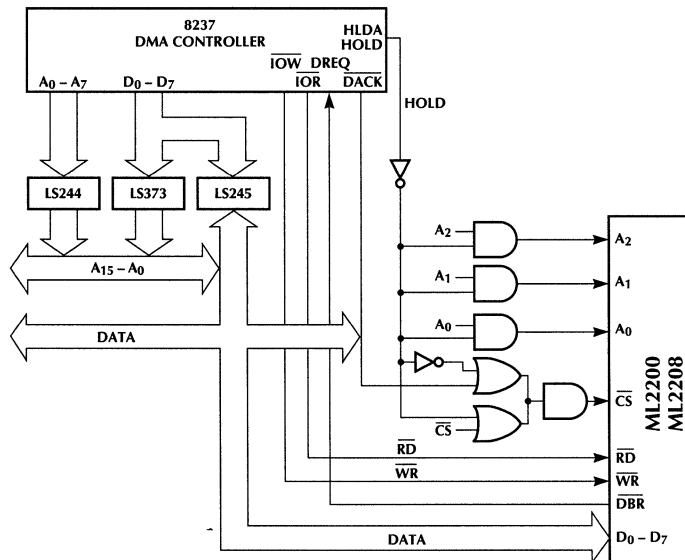 8237
DMA CONTROLLER
HLDA
HOLD
IOW DREQ
IOR DACK
A0 – A7 D0 – D7
HOLD
LS244 LS373 LS245
A15 – A0
DATA
A2
A2
A1
A1
A0
A0
CS
CS
ML2200
ML2208
RD
RD
WR
WR
DBR
DATA
D0 – D7